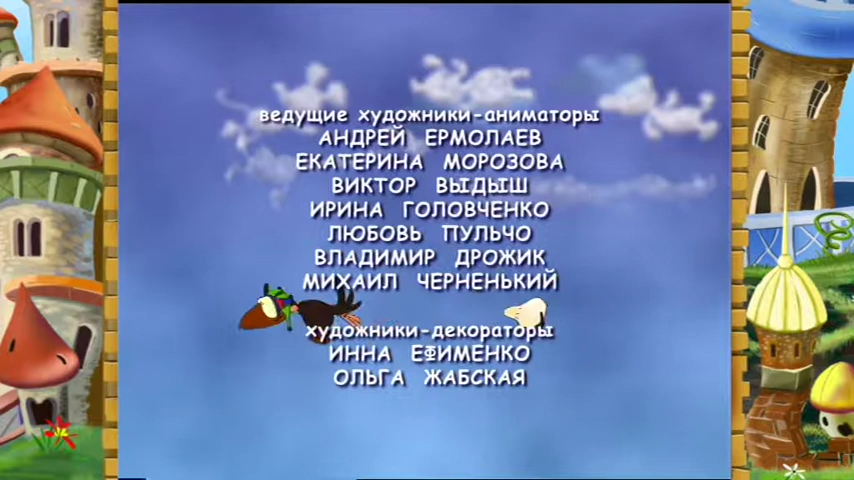 ведущие художники-аниматоры
АНДРЕЙ ЕРМОЛАЕВ
ЕКАТЕРИНА МОРОЗОВА
ВИКТОР ВЫДЫШ
ИРИНА ГОЛОВЧЕНКО
ЛЮБОВЬ ПУЛЬЧО
ВЛАДИМИР ДРОЖИК
МИХАИЛ ЧЕРНЕНЬКИЙ
художники-декораторы
ИННА ЕФИМЕНКО
ОЛЬГА ЖАБСКАЯ